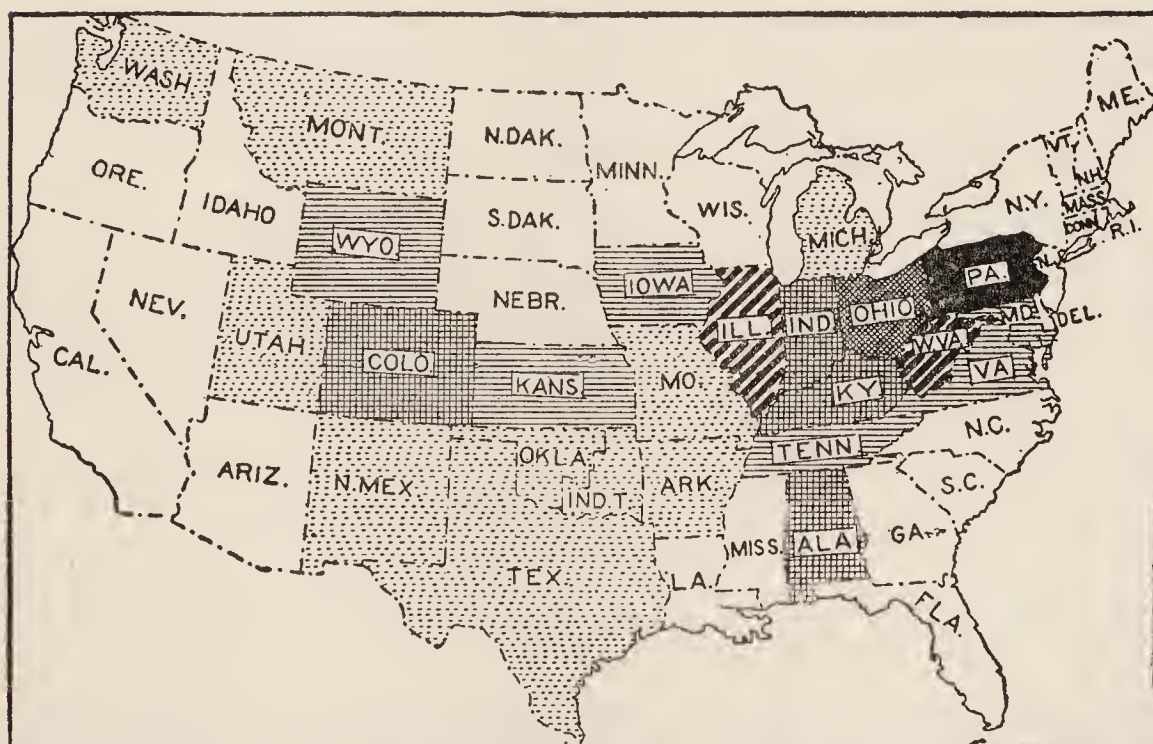 WASH
MONT.
N.DAK.
MINN.
ME.
VT.
N.H.
ORE.
IDAHO
S.DAK.
WIS.
MICH.
N.Y.
MASS.
CONN.
R.I.
WYO
IOWA
PA.
N.J.
NEV.
NEBR.
ILL.
IND
OHIO
MD.
DEL.
UTAH
COLO
W.VA
CAL.
KANS
MO.
KY
VA
TENN
N.C.
ARIZ.
N.MEX
OKLA.
IND.T.
ARK.
S.C.
MISS.
ALA
GA.
TEX.
LA.
FLA.